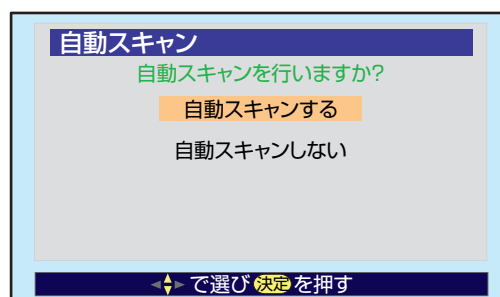 自動スキャン
自動スキャンを行いますか?
自動スキャンする
自動スキャンしない
で選び 決定 を押す